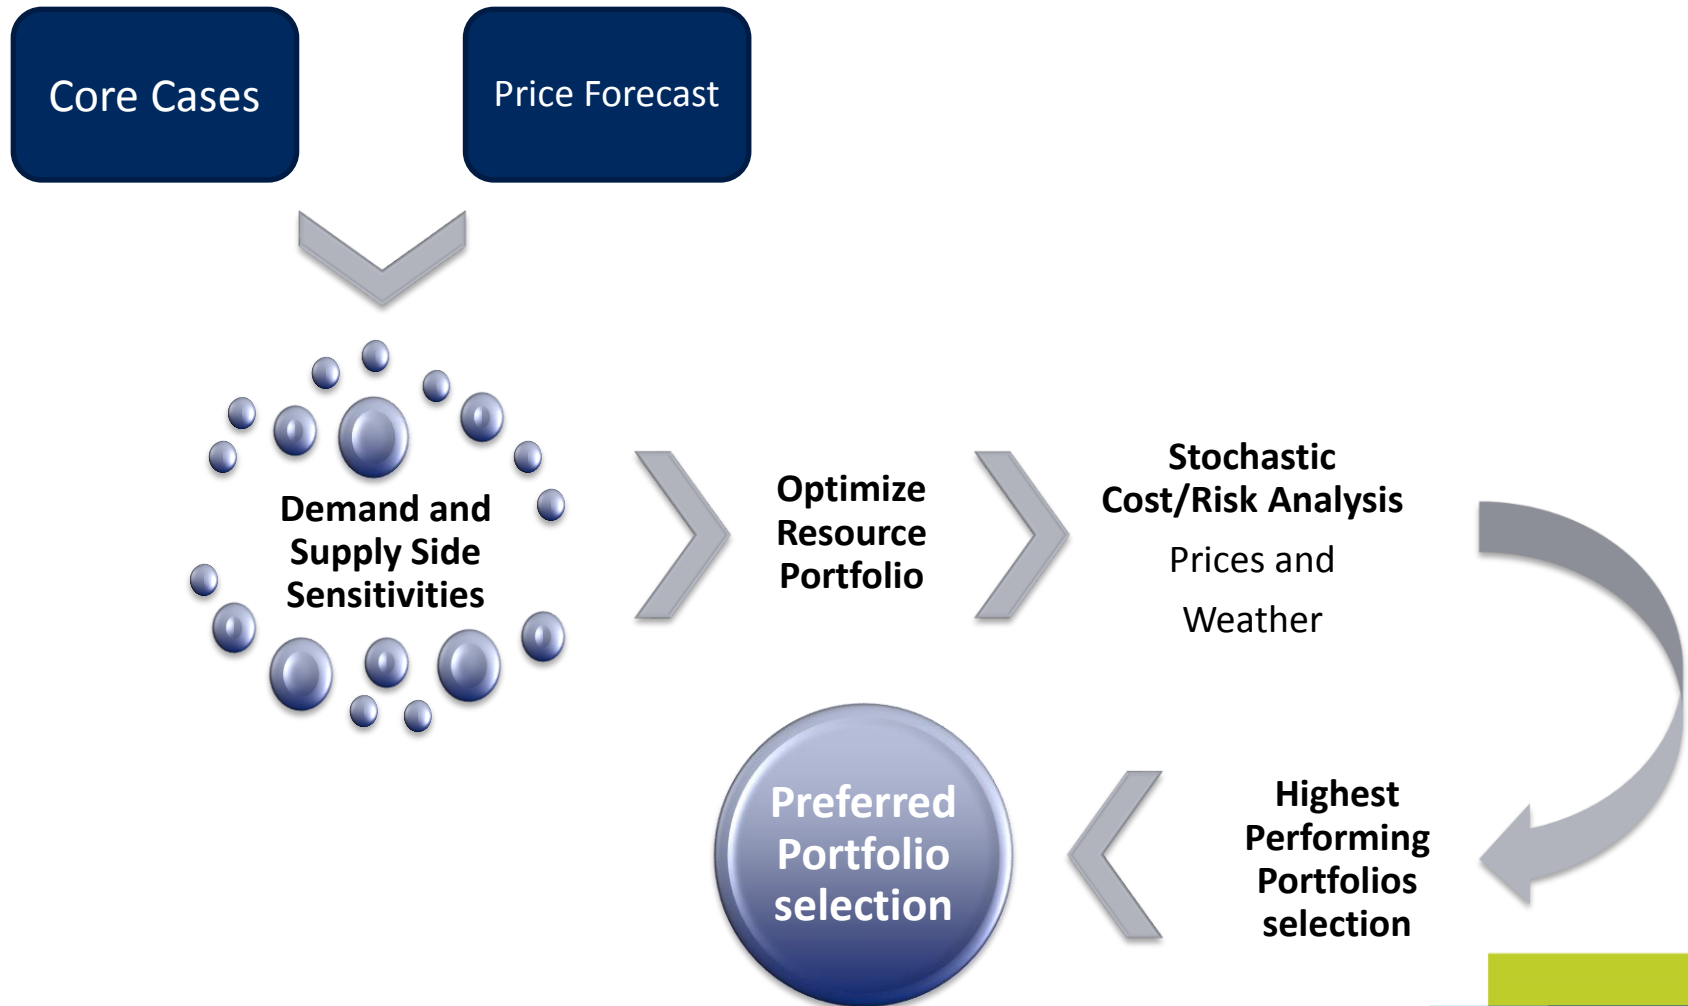 Core Cases
Price Forecast
Demand and
Supply Side
Sensitivities
Optimize
Resource
Portfolio
Stochastic
Cost/Risk Analysis
Prices and
Weather
Highest
Performing
Portfolios
selection
Preferred
Portfolio
selection